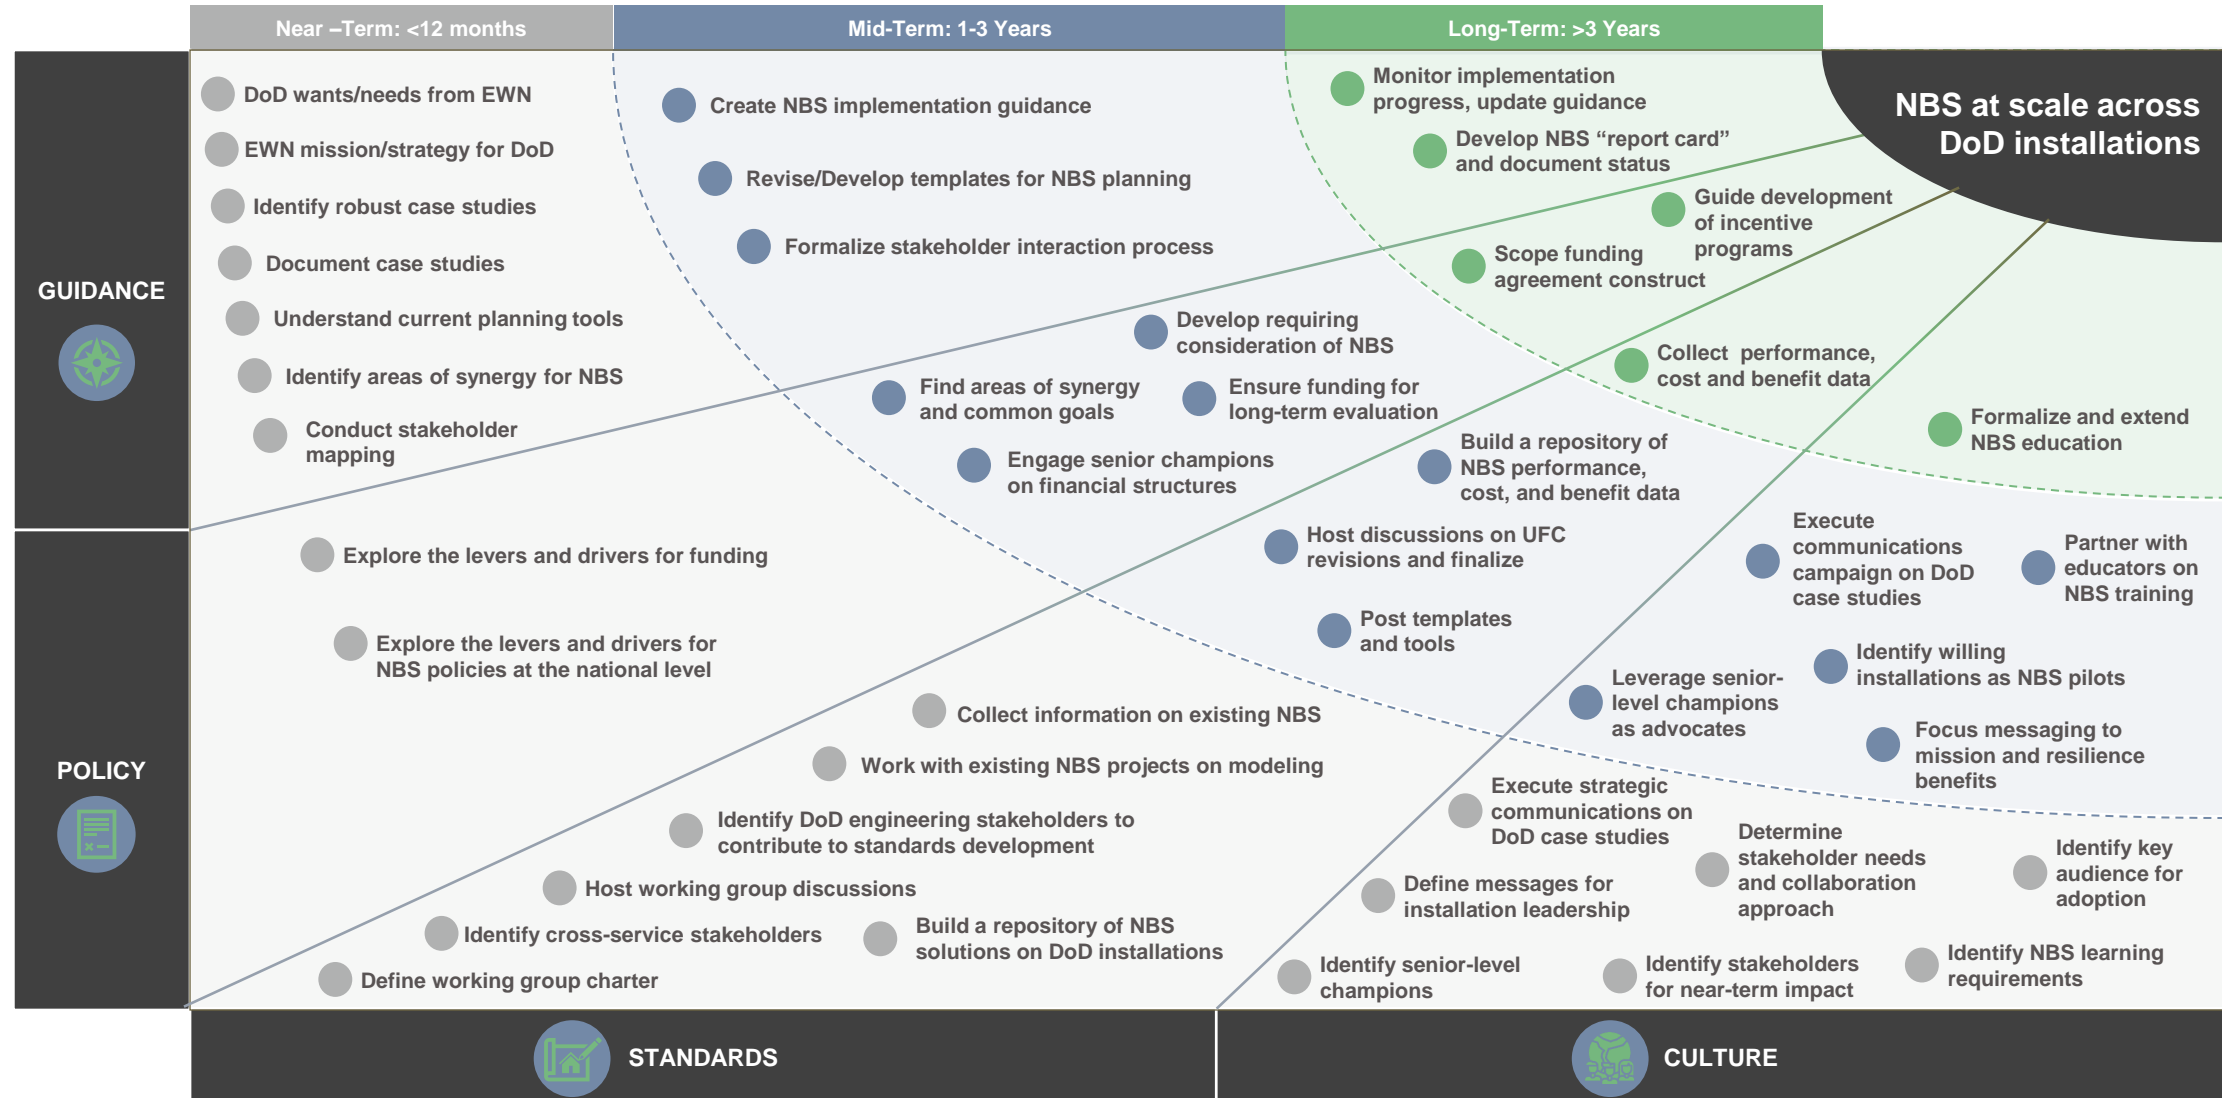 Near –Term: <12 months
Mid-Term: 1-3 Years
Long-Term: >3 Years
NBS at scale across
DoD installations
GUIDANCE
DoD wants/needs from EWN
EWN mission/strategy for DoD
Identify robust case studies
Document case studies
Understand current planning tools
Identify areas of synergy for NBS
Conduct stakeholder
mapping
Create NBS implementation guidance
Revise/Develop templates for NBS planning
Formalize stakeholder interaction process
Monitor implementation
progress, update guidance
Develop NBS “report card”
and document status
POLICY
Explore the levers and drivers for funding
Explore the levers and drivers for
NBS policies at the national level
Develop requiring
consideration of NBS
Find areas of synergy
and common goals
Ensure funding for
long-term evaluation
Engage senior champions
on financial structures
Guide development
of incentive
programs
Scope funding
agreement construct
STANDARDS
Collect information on existing NBS
Work with existing NBS projects on modeling
Identify DoD engineering stakeholders to
contribute to standards development
Host working group discussions
Identify cross-service stakeholders
Build a repository of NBS
solutions on DoD installations
Define working group charter
Build a repository of
NBS performance,
cost, and benefit data
Host discussions on UFC
revisions and finalize
Post templates
and tools
Collect  performance,
cost and benefit data
CULTURE
Execute strategic
communications on
DoD case studies
Determine
stakeholder needs
and collaboration
approach
Identify key
audience for
adoption
Define messages for
installation leadership
Identify senior-level
champions
Identify stakeholders
for near-term impact
Identify NBS learning
requirements
Execute
communications
campaign on DoD
case studies
Partner with
educators on
NBS training
Identify willing
installations as NBS pilots
Leverage senior-
level champions
as advocates
Focus messaging to
mission and resilience
benefits
Formalize and extend
NBS education